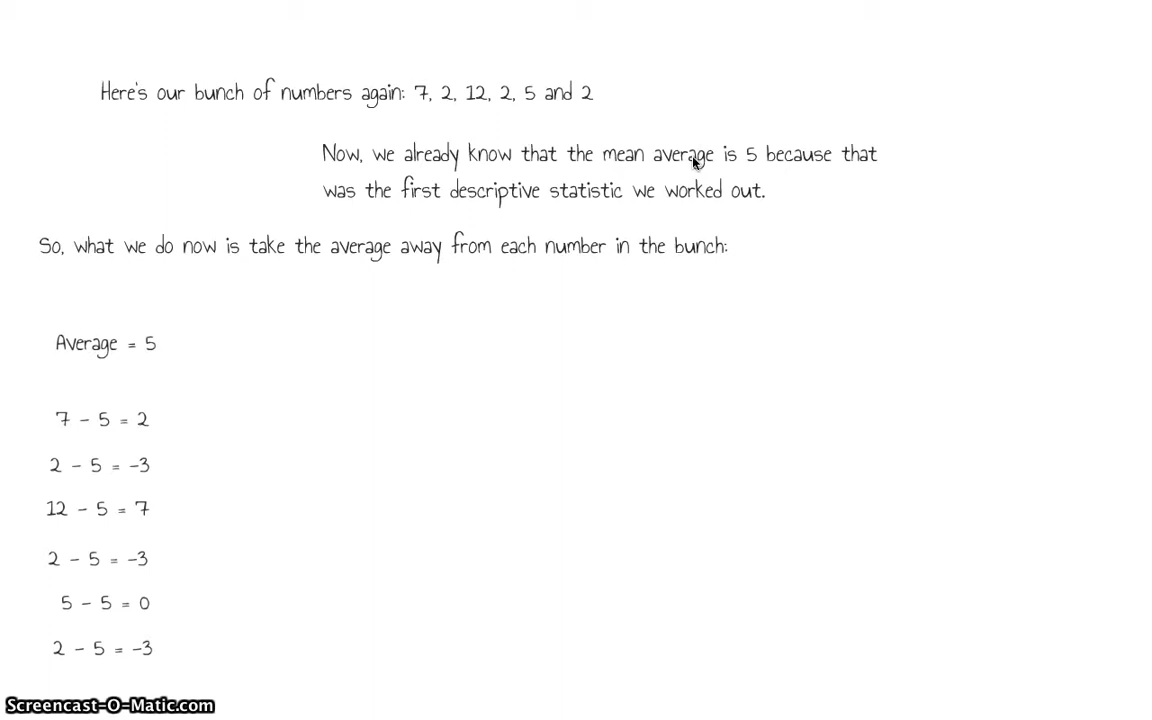 Here's our bunch of numbers again: 7, 2, 12, 2, 5 and 2
Now, we already know that the mean average is 5 because that
was the first descriptive statistic we worked out.
So, what we do now is take the average away from each number in the bunch:
Average = 5
7 - 5 = 2
2 - 5 = -3
12 - 5 = 7
2 - 5 = -3
5 - 5 = 0
2 - 5 = -3
Screencast-O-Matic.com